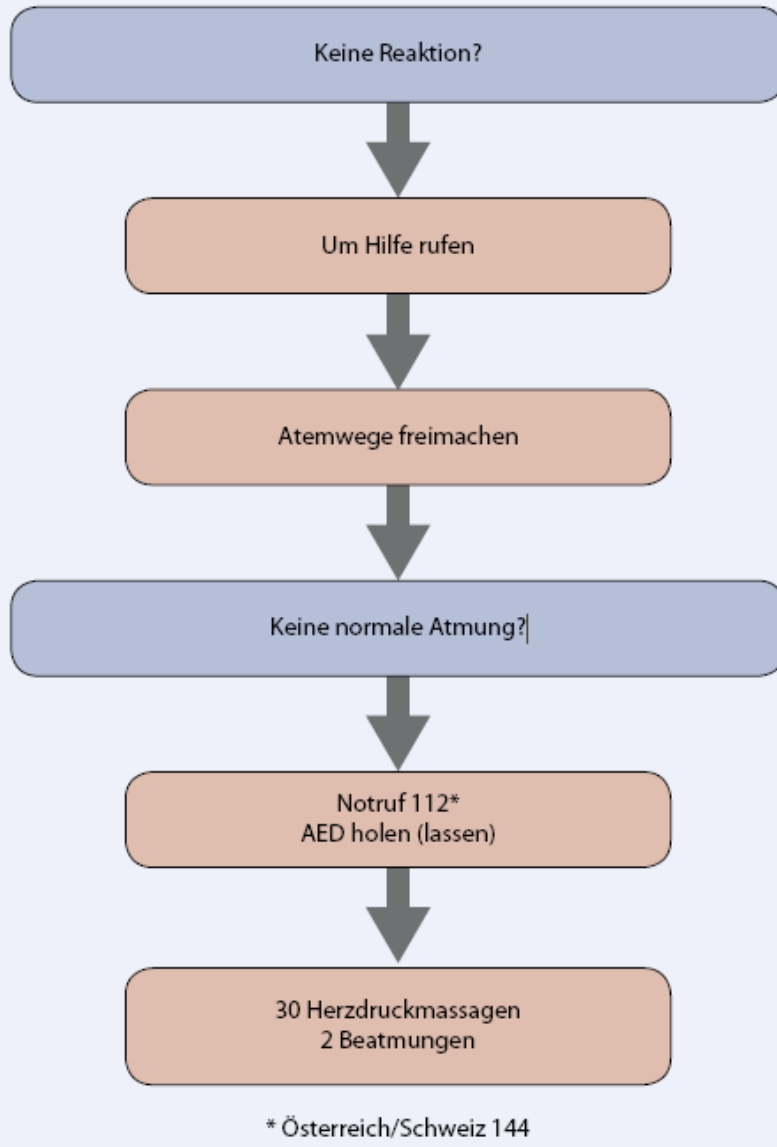 Keine Reaktion?
Um Hilfe rufen
Atemwege freimachen
Keine normale Atmung?
Notruf 112*
AED holen (lassen)
30 Herzdruckmassagen
2 Beatmungen
* Österreich/Schweiz 144